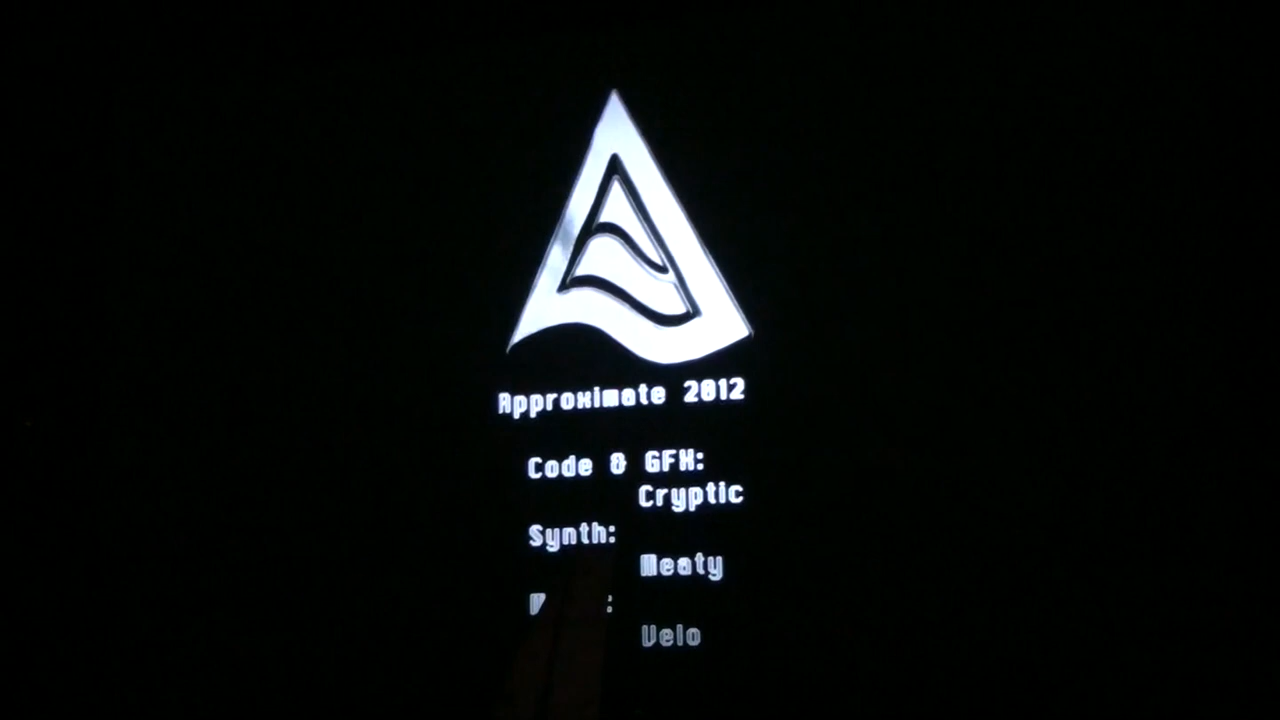 Approximate 2012
Code & GFX:
Cryptic
Synth:
Meaty
Velo